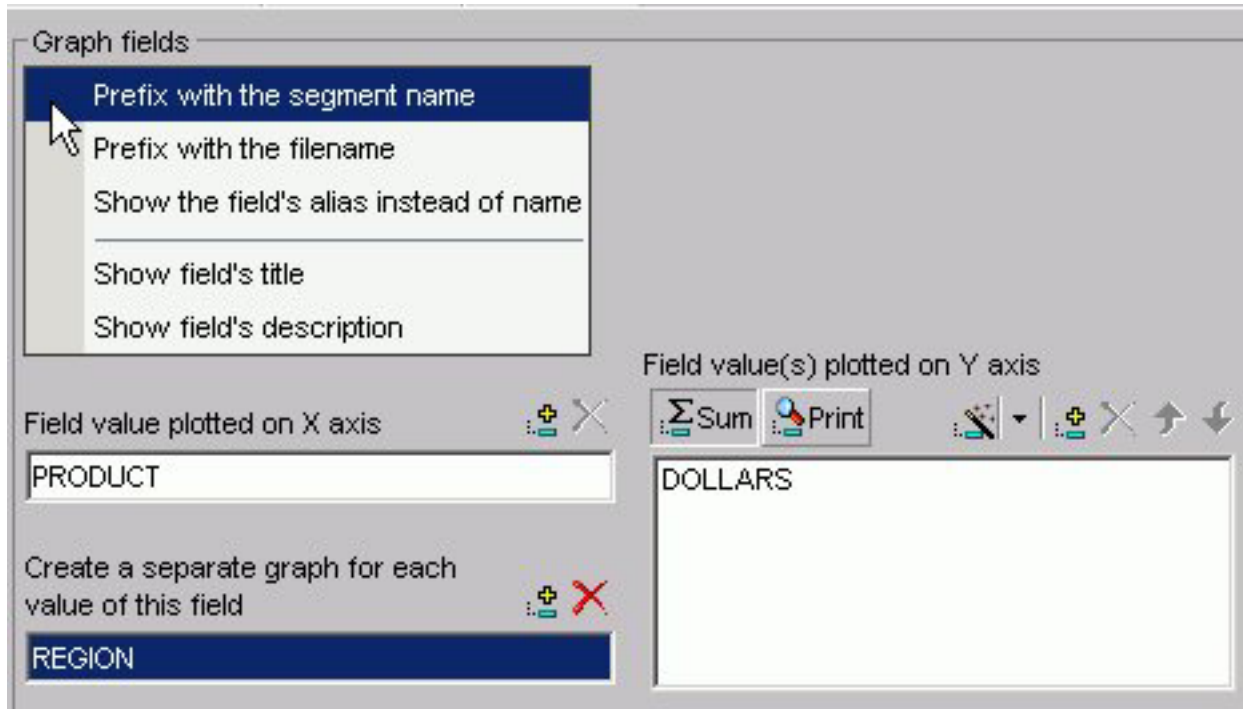 Graph fields
Prefix with the segment name
Prefix with the filename
Show the field's alias instead of name
Show field's title
Show field's description
Field value plotted on X axis
PRODUCT
Create a separate graph for each
value of this field
REGION
Field value(s) plotted on Y axis
Sum Print
DOLLARS